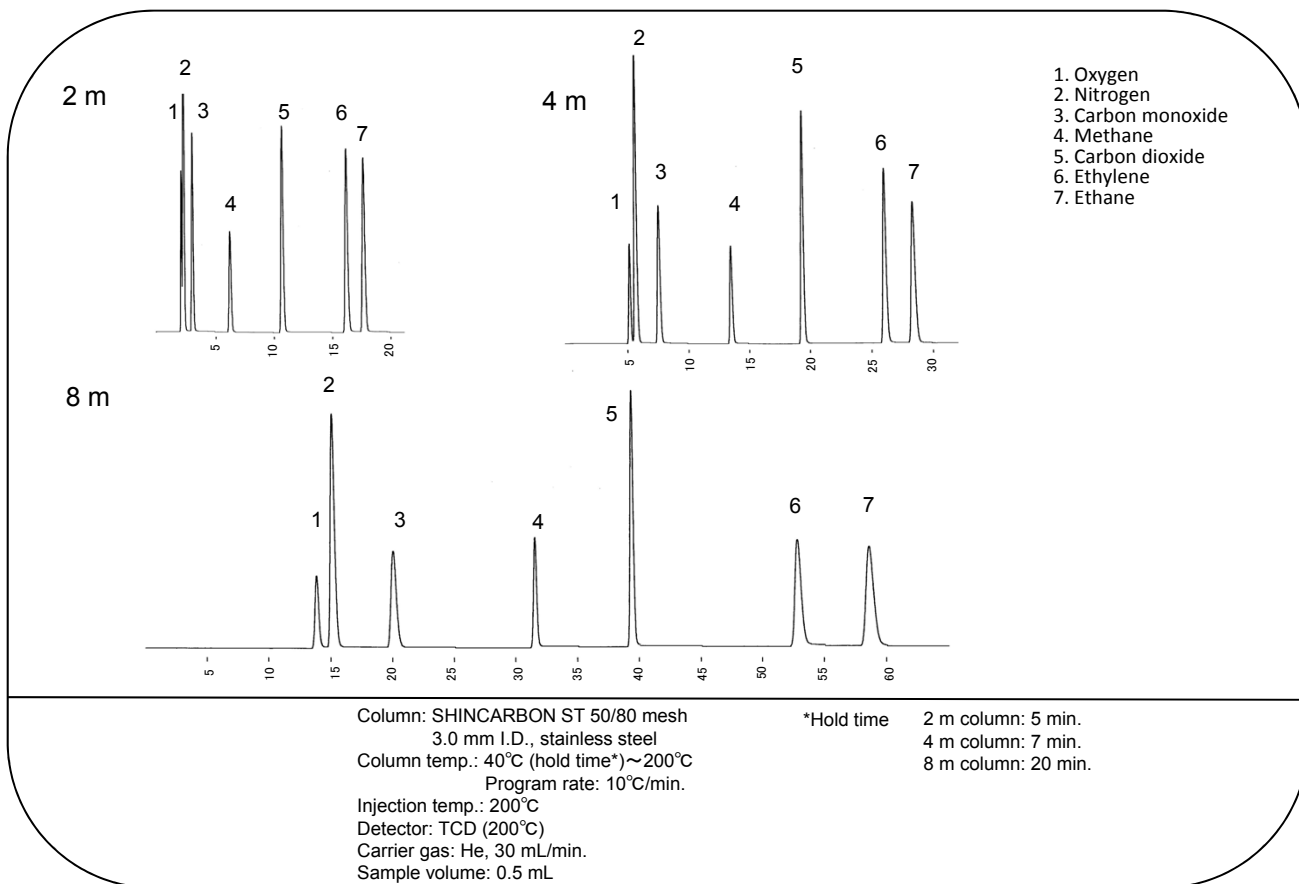 2 m
1
2
3
4
5
6
7
5
10
15
20
4 m
1
2
3
4
5
6
7
5
10
15
20
25
30
1. Oxygen
2. Nitrogen
3. Carbon monoxide
4. Methane
5. Carbon dioxide
6. Ethylene
7. Ethane
8 m
1
2
3
4
5
6
7
5
10
15
20
25
30
35
40
45
50
55
60
Column: SHINCARBON ST 50/80 mesh
3.0 mm I.D., stainless steel
Column temp.: 40℃ (hold time*)～200℃
Program rate: 10℃/min.
Injection temp.: 200℃
Detector: TCD (200℃)
Carrier gas: He, 30 mL/min.
Sample volume: 0.5 mL
*Hold time
2 m column: 5 min.
4 m column: 7 min.
8 m column: 20 min.